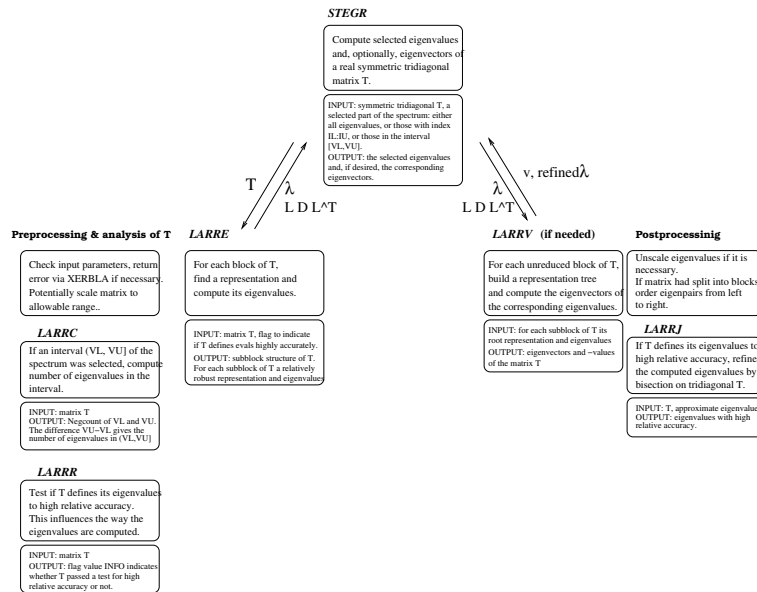 STEGR
Compute selected eigenvalues
and, optionally, eigenvectors of
a real symmetric tridiagonal
matrix T.
INPUT: symmetric tridiagonal T, a
selected part of the spectrum: either
all eigenvalues, or those with index
IL:IU, or those in the interval
[VL,VU].
OUTPUT: the selected eigenvalues
and, if desired, the corresponding
eigenvectors.
T
λ
L D L^T
λ
L D L^T
v, refined λ
Preprocessing & analysis of T
Check input parameters, return
error via XERBLA if necessary.
Potentially scale matrix to
allowable range..
LARRC
If an interval (VL, VU] of the
spectrum was selected, compute
number of eigenvalues in the
interval.
INPUT: matrix T
OUTPUT: Negcount of VL and VU.
The difference VU−VL gives the
number of eigenvalues in (VL,VU]
LARRR
Test if T defines its eigenvalues
to high relative accuracy.
This influences the way the
eigenvalues are computed.
INPUT: matrix T
OUTPUT: flag value INFO indicates
whether T passed a test for high
relative accuracy or not.
LARRE
For each block of T,
find a representation and
compute its eigenvalues.
INPUT: matrix T, flag to indicate
if T defines evals highly accurately.
OUTPUT: subblock structure of T.
For each subblock of T a relatively
robust representation and eigenvalues
LARRV (if needed)
For each unreduced block of T,
build a representation tree
and compute the eigenvectors of
the corresponding eigenvalues.
INPUT: for each subblock of T its
root representation and eigenvalues
OUTPUT: eigenvectors and −values
of the matrix T
Postprocessinig
Unscale eigenvalues if it is
necessary.
If matrix had split into blocks,
order eigenpairs from left
to right.
LARRJ
If T defines its eigenvalues to
high relative accuracy, refine
the computed eigenvalues by
bisection on tridiagonal T.
INPUT: T, approximate eigenvalues
OUTPUT: eigenvalues with high
relative accuracy.